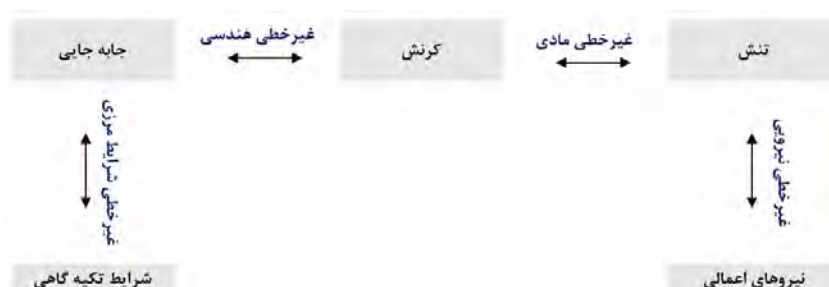 تنش
غیرخطی مادی
کرنش
غیرخطی هندسی
جابه جایی
غیرخطی نیرویی
غیرخطی شرایط مرزی
نیروهای اعمالی
شرایط تکیه گاهی